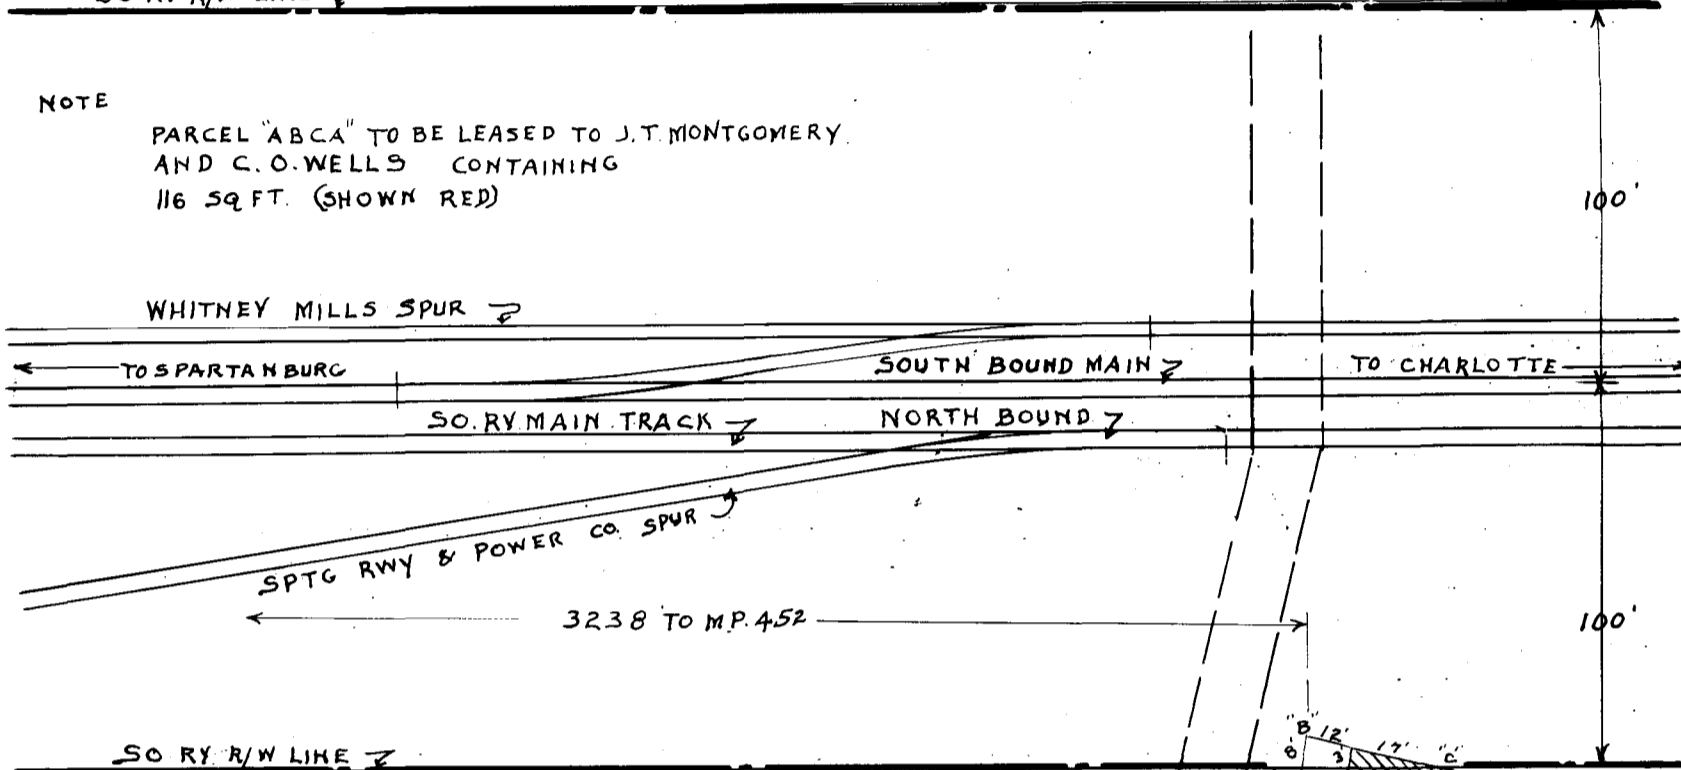 NOTE
PARCEL "ABCA" TO BE LEASED TO J.T. MONTGOMERY
AND C.O. WELLS CONTAINING
116 SQ FT. (SHOWN RED)
100'
WHITNEY MILLS SPUR
TO SPARTANBURG
SOUTH BOUND MAIN
TO CHARLOTTE
SO. RY. MAIN TRACK
NORTH BOUND
SPTG RWY & POWER CO. SPUR
3238 TO M.P. 452
100'
"B" 12'
8' 3 17' "C"
SO RY R/W LINE